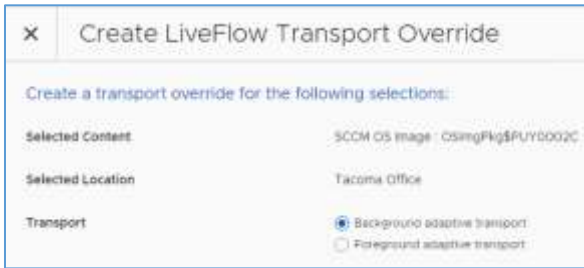 × Create LiveFlow Transport Override
Create a transport override for the following selections:
Selected Content SCCM OS Image : OSImgPkg$PUY0002C
Selected Location Tacoma Office
Transport Background adaptive transport
Foreground adaptive transport